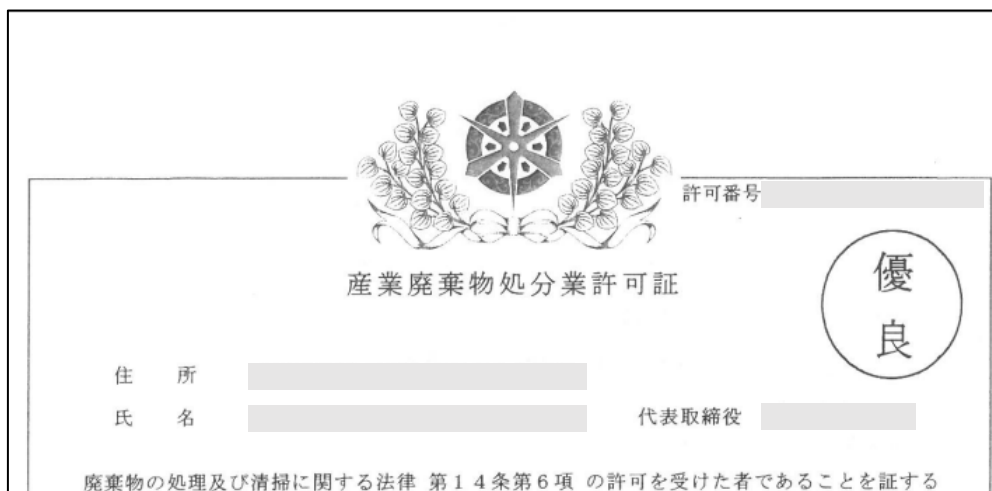 許可番号
優良
産業廃棄物処分業許可証
住　所
氏　名　代表取締役
廃棄物の処理及び清掃に関する法律 第１４条第６項 の許可を受けた者であることを証する